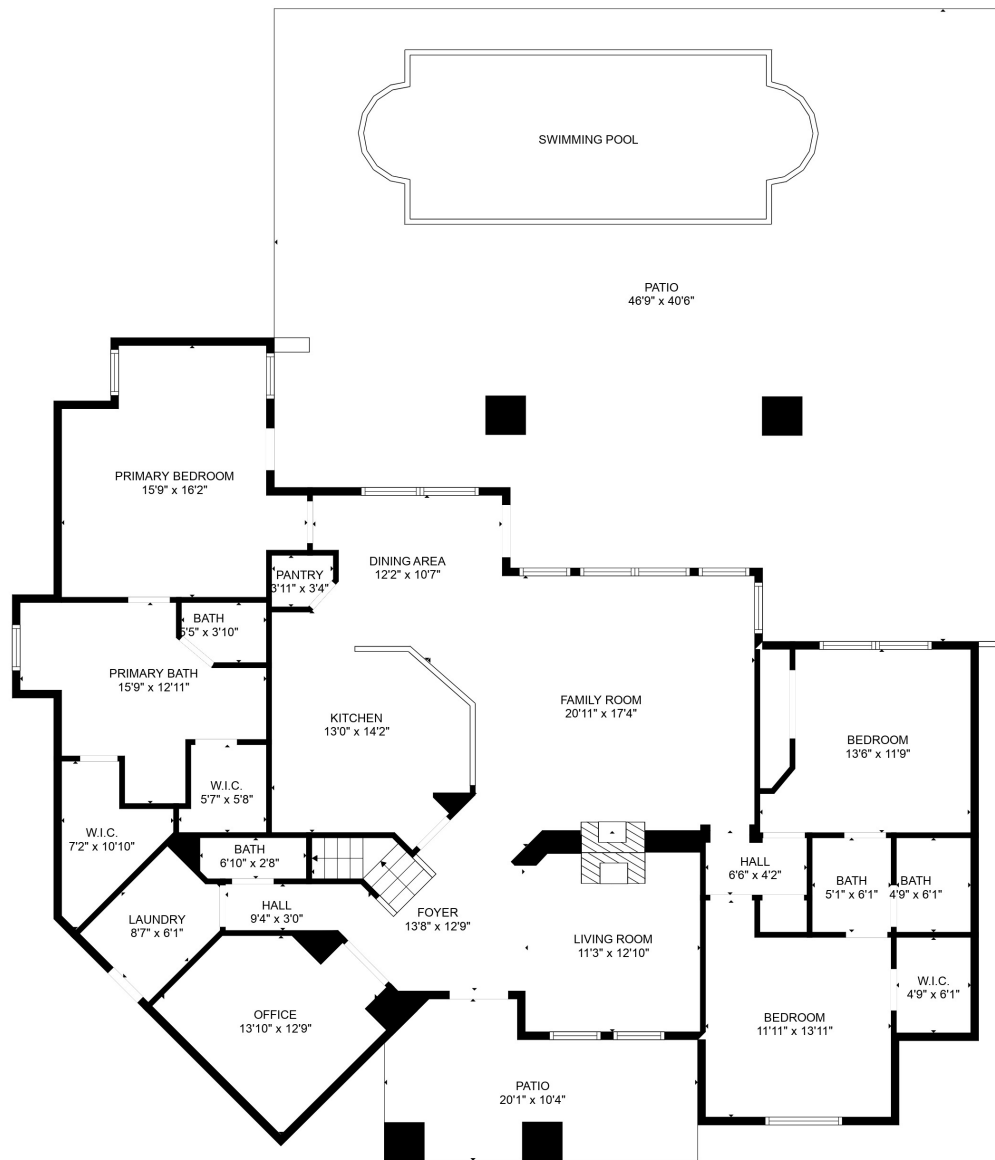 SWIMMING POOL
PATIO
46'9" x 40'6"
PRIMARY BEDROOM
15'9" x 16'2"
DINING AREA
12'2" x 10'7"
PANTRY
3'11" x 3'4"
BATH
5'5" x 3'10"
PRIMARY BATH
15'9" x 12'11"
FAMILY ROOM
20'11" x 17'4"
KITCHEN
13'0" x 14'2"
BEDROOM
13'6" x 11'9"
W.I.C.
5'7" x 5'8"
W.I.C.
7'2" x 10'10"
BATH
6'10" x 2'8"
HALL
6'6" x 4'2"
BATH
5'1" x 6'1"
BATH
4'9" x 6'1"
LAUNDRY
8'7" x 6'1"
HALL
9'4" x 3'0"
FOYER
13'8" x 12'9"
LIVING ROOM
11'3" x 12'10"
W.I.C.
4'9" x 6'1"
OFFICE
13'10" x 12'9"
BEDROOM
11'11" x 13'11"
PATIO
20'1" x 10'4"